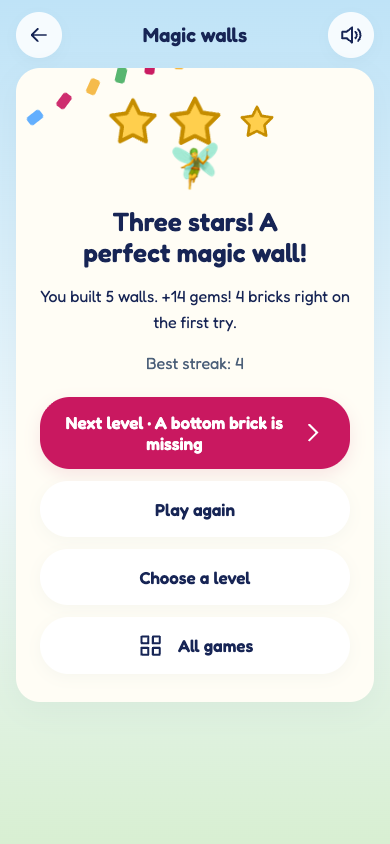 Magic walls
Three stars! A
perfect magic wall!
You built 5 walls. +14 gems! 4 bricks right on
the first try.
Best streak: 4
Next level · A bottom brick is
missing
Play again
Choose a level
All games